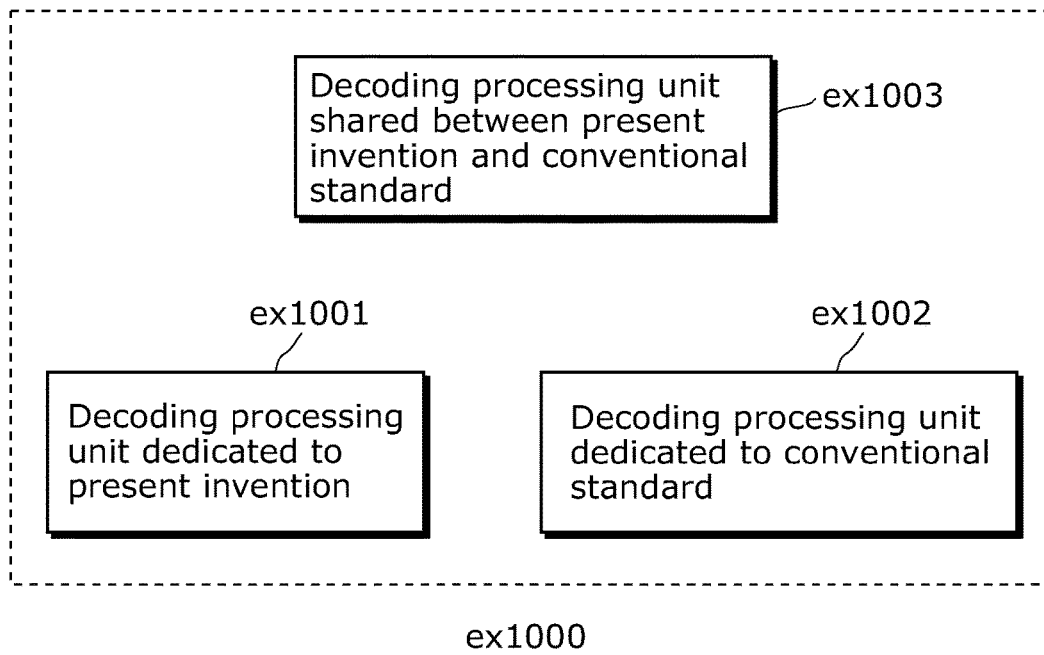 Decoding processing unit
shared between present
invention and conventional
standard
ex1003
ex1001
ex1002
Decoding processing
unit dedicated to
present invention
Decoding processing unit
dedicated to conventional
standard
ex1000